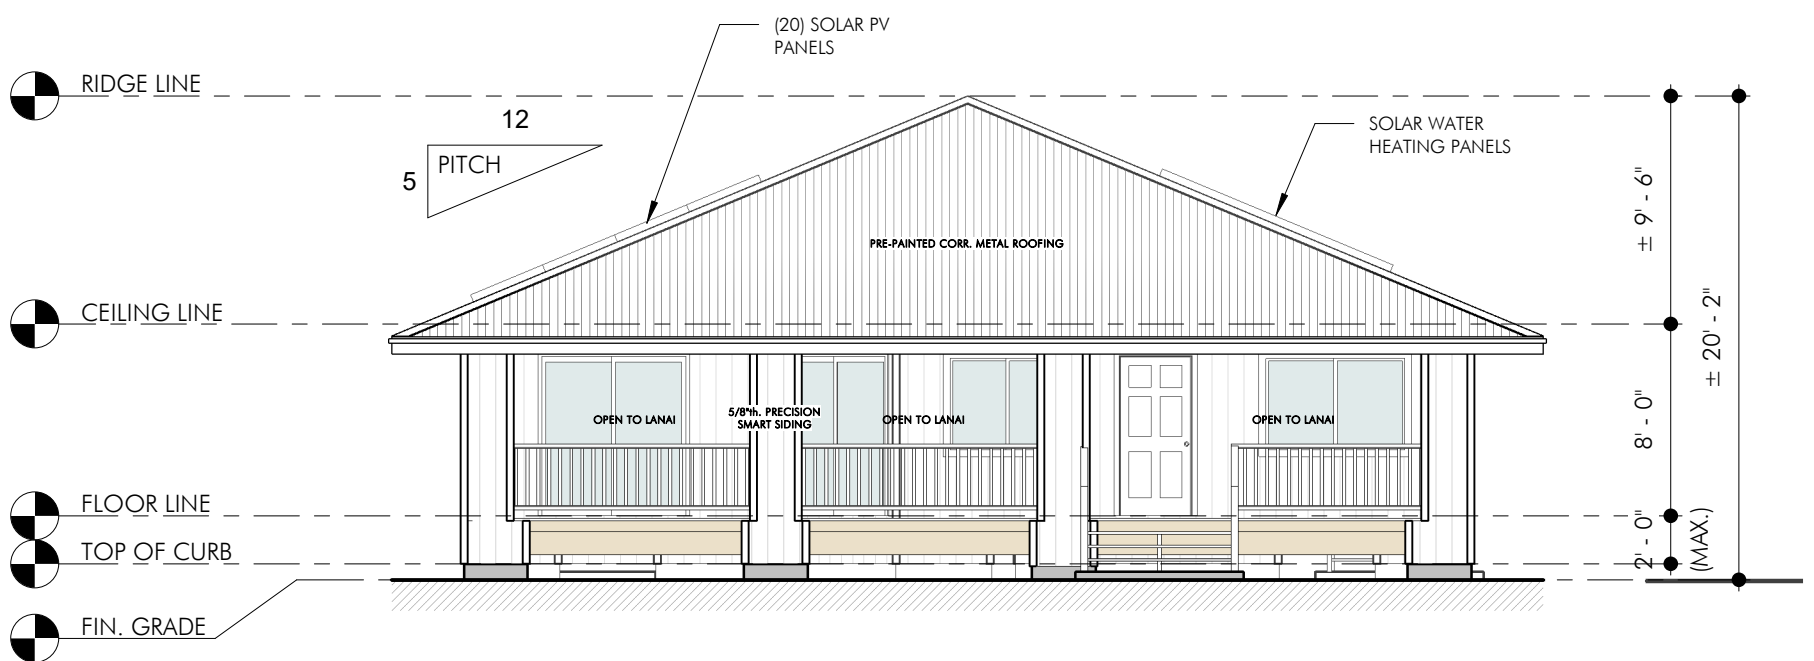 (20) SOLAR PV
PANELS
RIDGE LINE
12
PITCH
5
SOLAR WATER
HEATING PANELS
± 9' - 6"
PRE-PAINTED CORR. METAL ROOFING
CEILING LINE
± 20' - 2"
OPEN TO LANAI
5/8"th. PRECISION
SMART SIDING
OPEN TO LANAI
OPEN TO LANAI
8' - 0"
FLOOR LINE
TOP OF CURB
2' - 0"
(MAX.)
FIN. GRADE